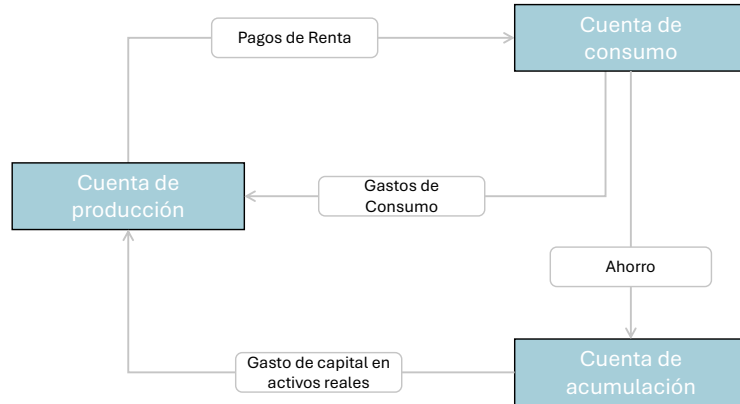 Cuenta de
consumo
Pagos de Renta
Cuenta de
producción
Gastos de
Consumo
Ahorro
Gasto de capital en
activos reales
Cuenta de
acumulación